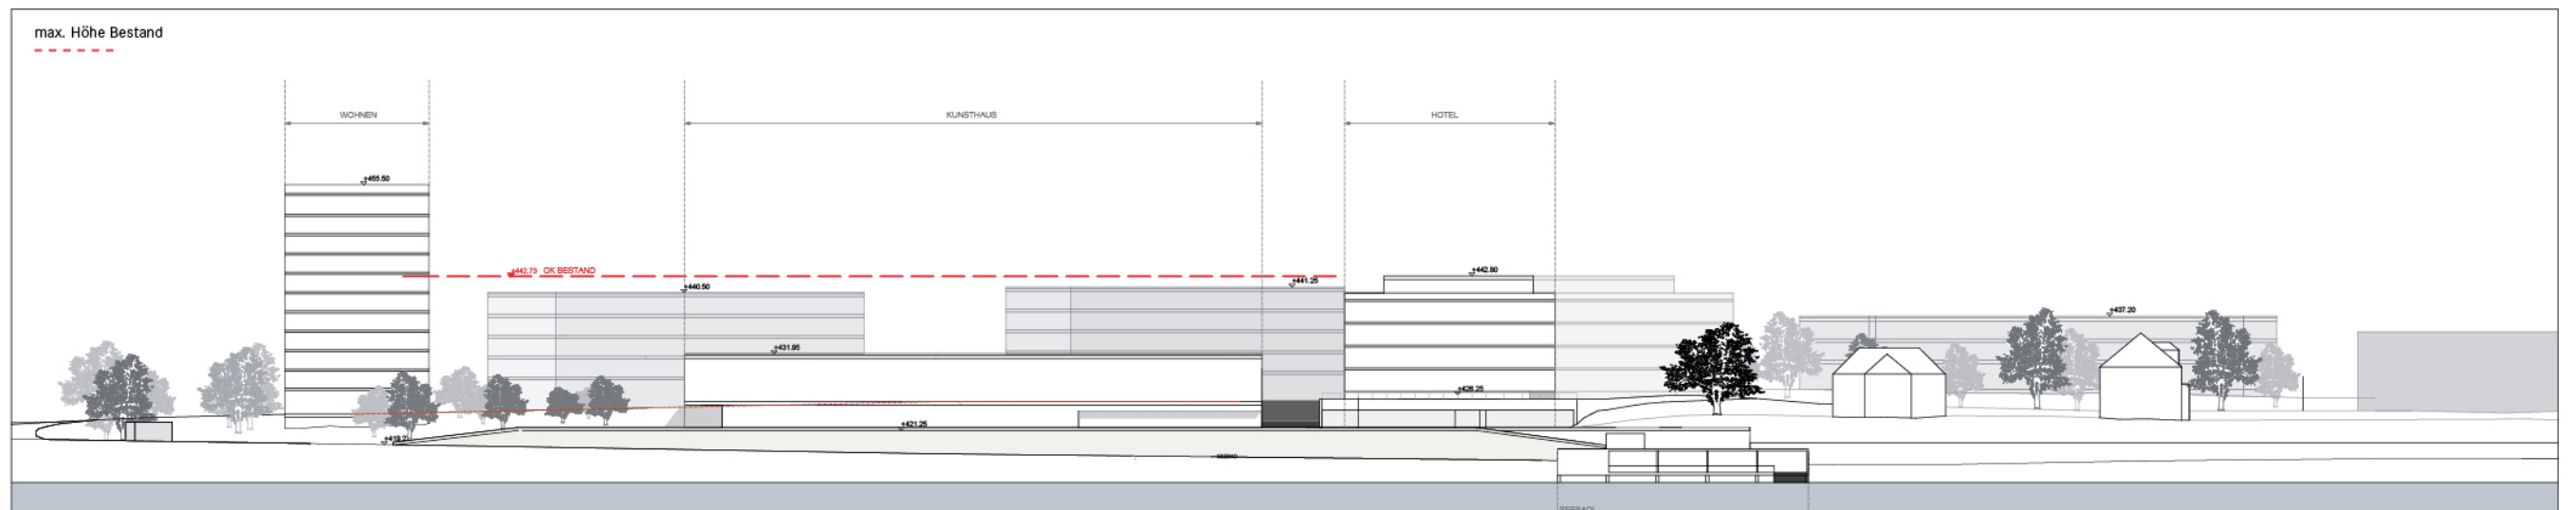 max. Höhe Bestand
WOHNEN
KUNSTHAUS
HOTEL
+455.50
+442.73 OK BESTAND
+442.80
+441.25
+440.50
+437.20
+431.95
+426.25
+421.25